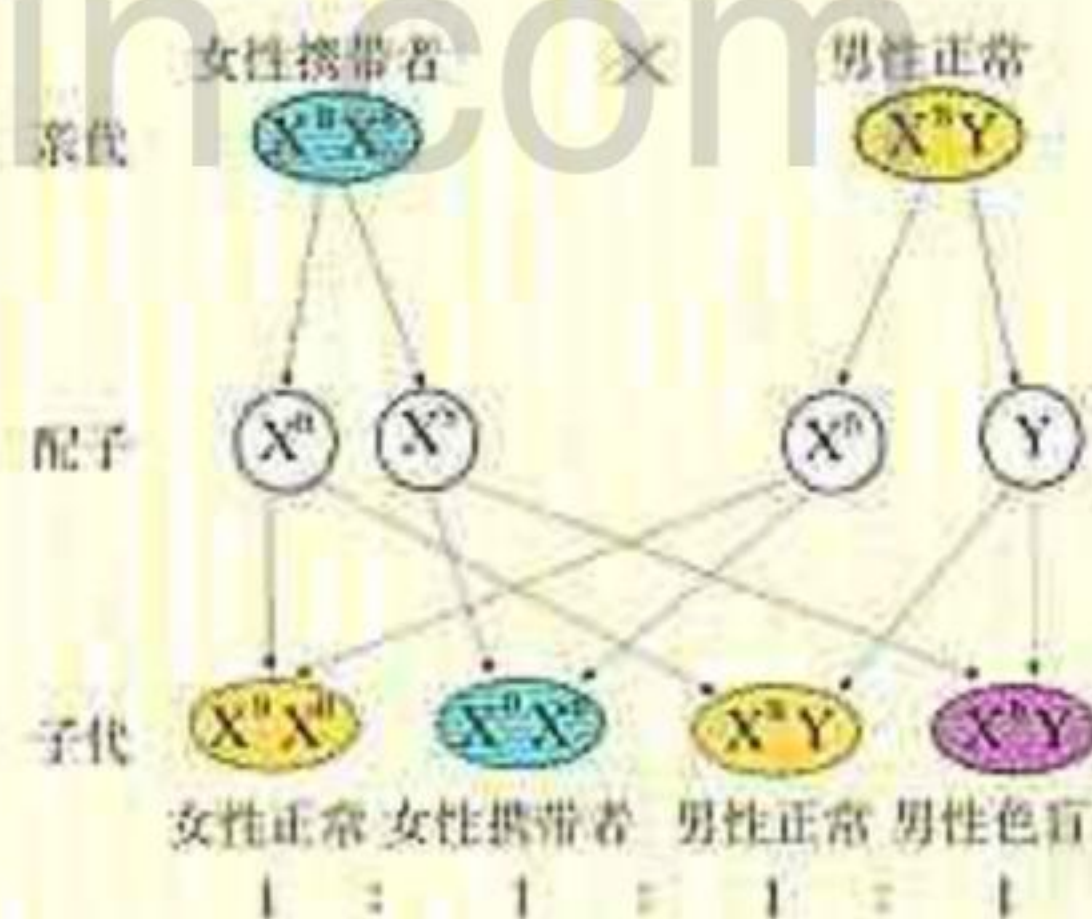 in.com
女性携带者 × 男性正常
亲代 XᴮXᵇ XᴮY
配子 Xᴮ Xᵇ Xᴮ Y
子代 XᴮXᴮ XᴮXᵇ XᴮY XᵇY
女性正常 女性携带者 男性正常 男性色盲
1 : 1 : 1 : 1